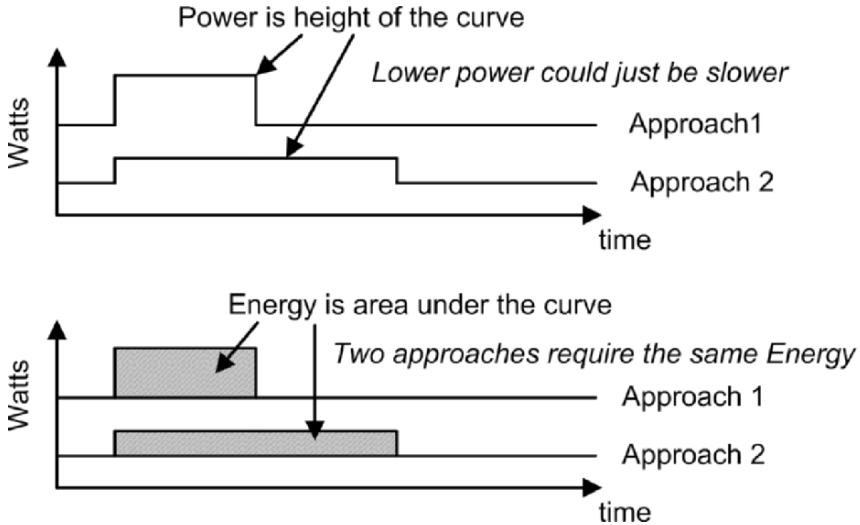 Power is height of the curve
Lower power could just be slower
Watts
Approach1
Approach 2
time
Energy is area under the curve
Two approaches require the same Energy
Watts
Approach 1
Approach 2
time